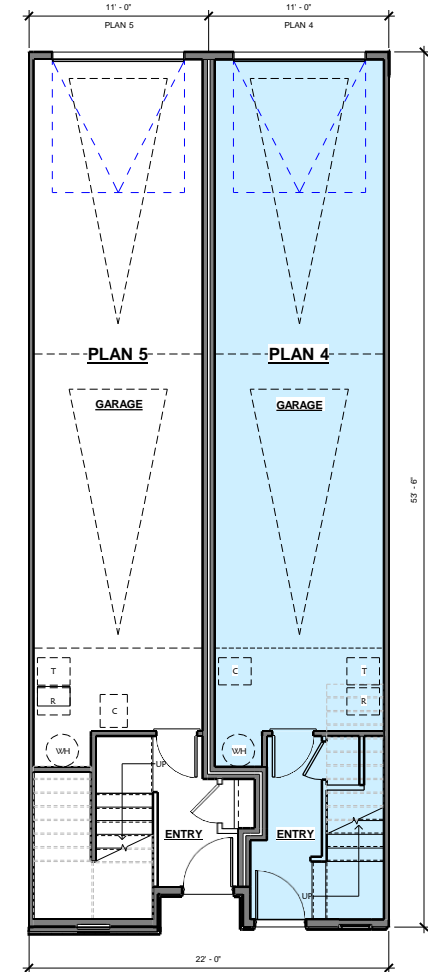 11' - 0"
11' - 0"
PLAN 5
PLAN 4
PLAN 5
PLAN 4
GARAGE
GARAGE
53' - 6"
T
R
C
WH
C
T
R
WH
UP
ENTRY
ENTRY
UP
22' - 0"